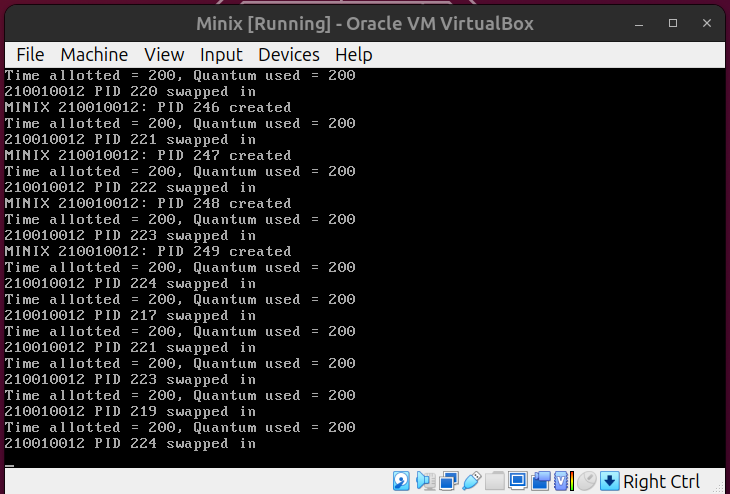 Minix [Running] - Oracle VM VirtualBox
File Machine View Input Devices Help
Time allotted = 200, Quantum used = 200
210010012 PID 220 swapped in
MINIX 210010012: PID 246 created
Time allotted = 200, Quantum used = 200
210010012 PID 221 swapped in
MINIX 210010012: PID 247 created
Time allotted = 200, Quantum used = 200
210010012 PID 222 swapped in
MINIX 210010012: PID 248 created
Time allotted = 200, Quantum used = 200
210010012 PID 223 swapped in
MINIX 210010012: PID 249 created
Time allotted = 200, Quantum used = 200
210010012 PID 224 swapped in
Time allotted = 200, Quantum used = 200
210010012 PID 217 swapped in
Time allotted = 200, Quantum used = 200
210010012 PID 221 swapped in
Time allotted = 200, Quantum used = 200
210010012 PID 223 swapped in
Time allotted = 200, Quantum used = 200
210010012 PID 219 swapped in
Time allotted = 200, Quantum used = 200
210010012 PID 224 swapped in
Right Ctrl